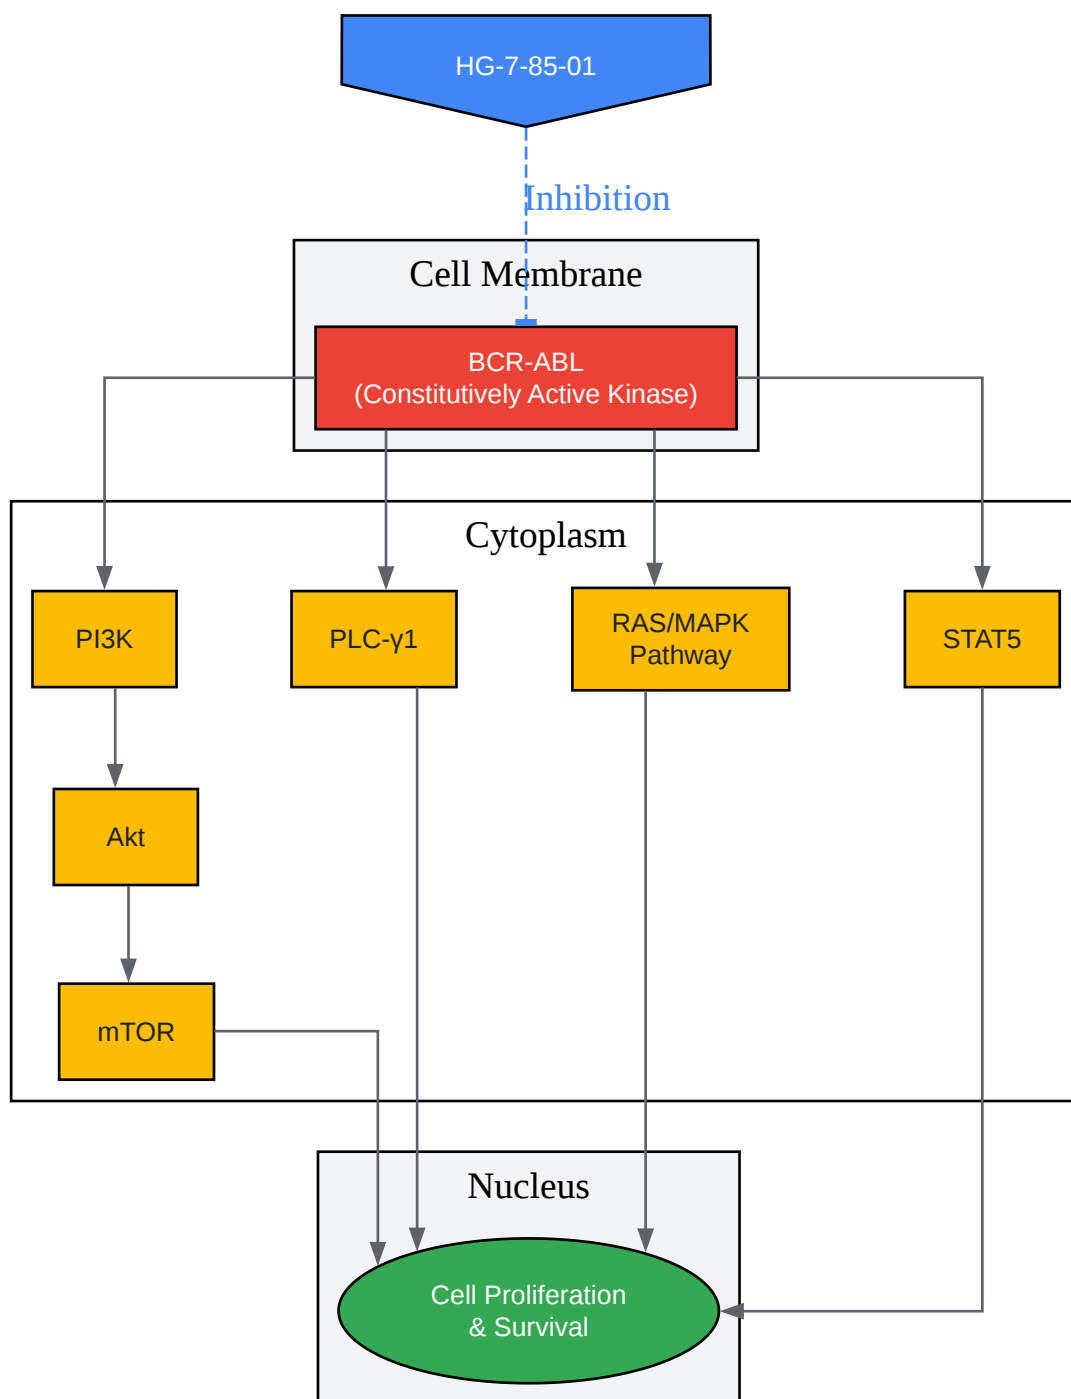 HG-7-85-01
Inhibition
Cell Membrane
BCR-ABL
(Constitutively Active Kinase)
Cytoplasm
PI3K
PLC-γ1
RAS/MAPK
Pathway
STAT5
Akt
mTOR
Nucleus
Cell Proliferation
& Survival